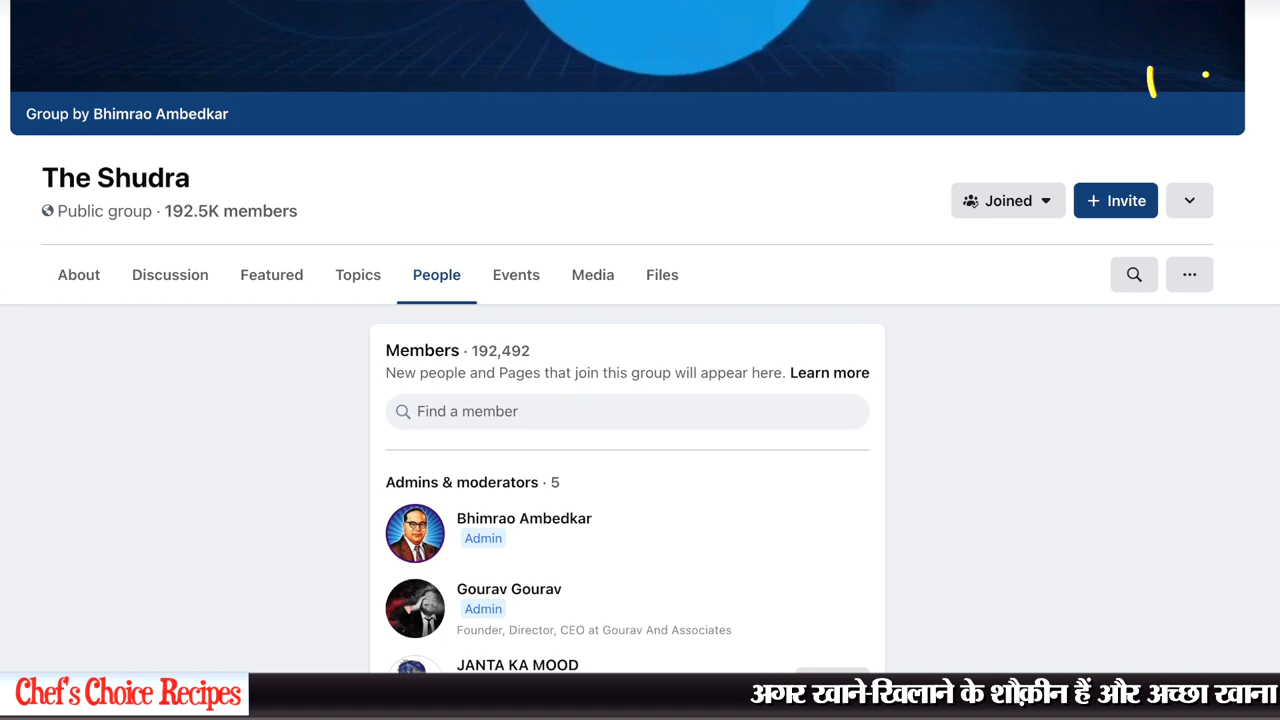 Group by Bhimrao Ambedkar
The Shudra
Public group · 192.5K members
Joined
+ Invite
About Discussion Featured Topics People Events Media Files
Members · 192,492
New people and Pages that join this group will appear here. Learn more
Find a member
Admins & moderators · 5
Bhimrao Ambedkar
Admin
Gourav Gourav
Admin
Founder, Director, CEO at Gourav And Associates
JANTA KA MOOD
Chef's Choice Recipes
अगर खाने-खिलाने के शौक़ीन हैं और अच्छा खाना